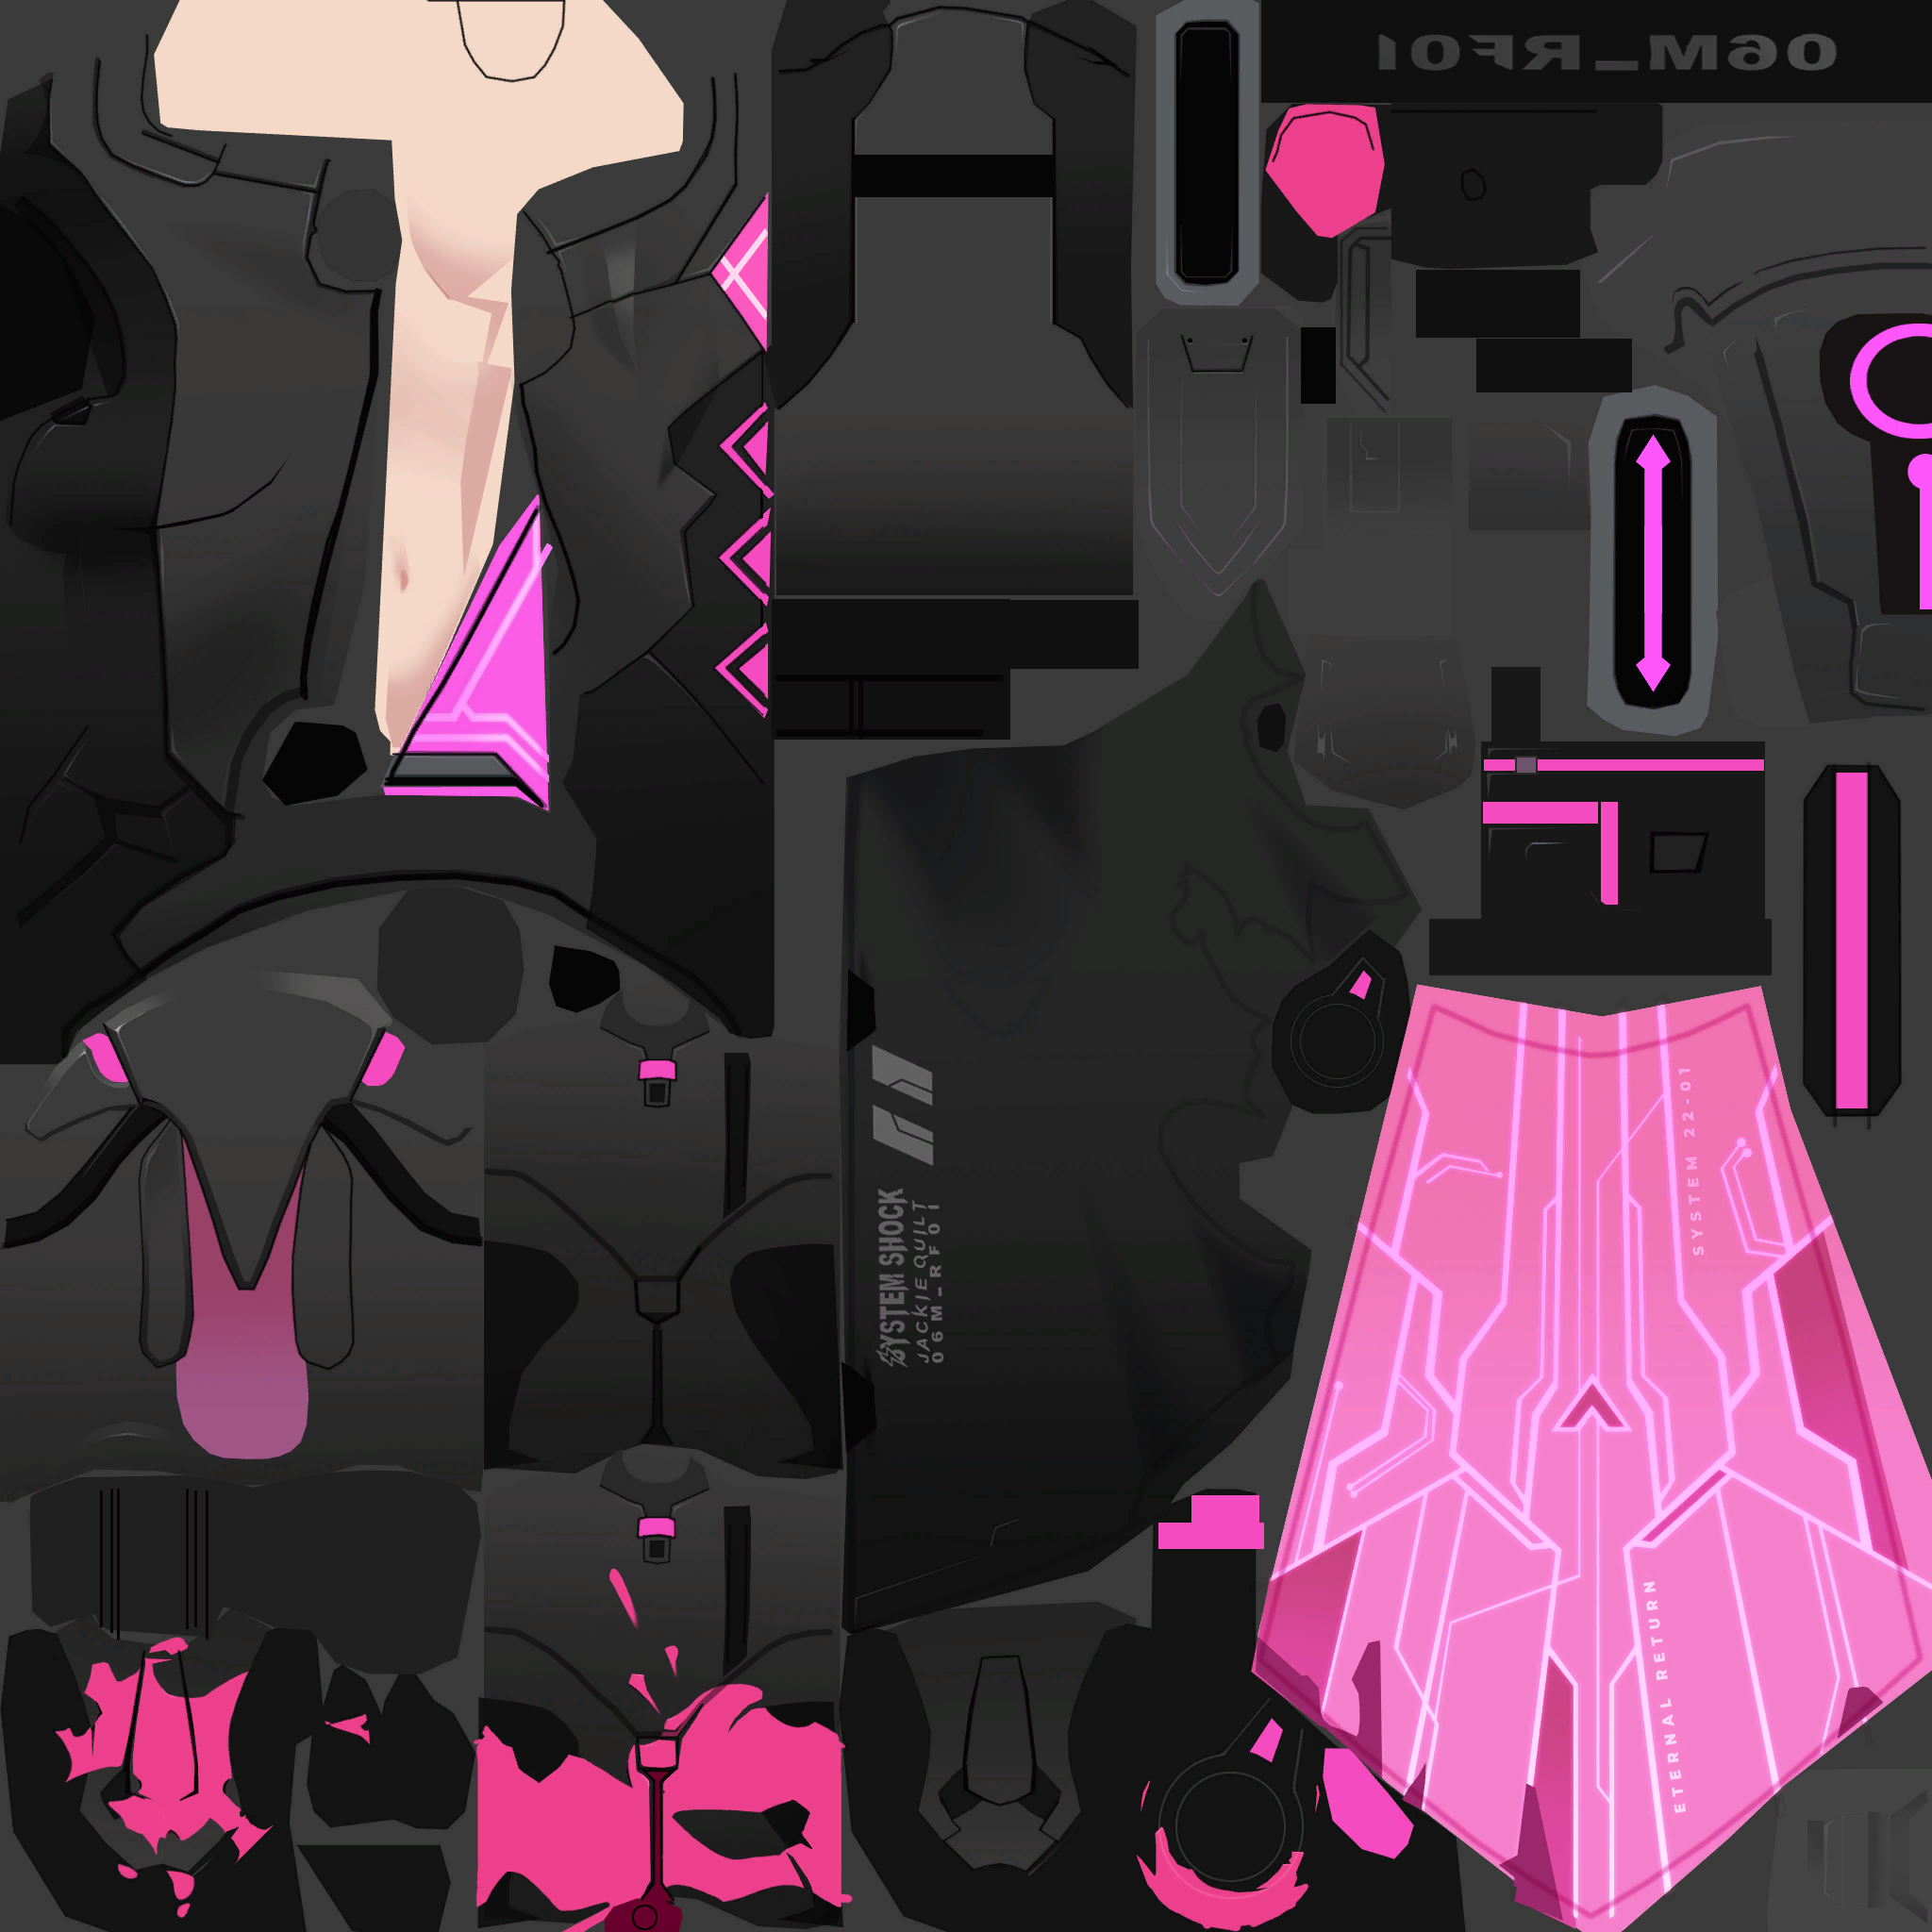 06M_RF01
SYSTEM 22-01
SYSTEM SHOCK
JACKIE QUILT
06M_RF01
ETERNAL RETURN